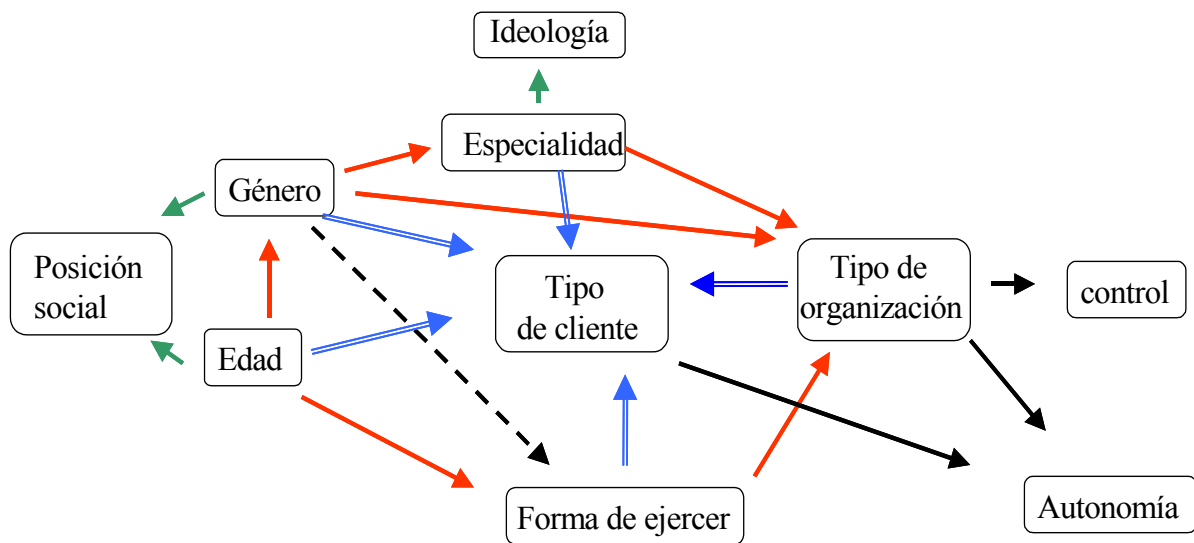 Ideología
Especialidad
Género
Posición
social
Tipo
de cliente
Tipo de
organización
control
Edad
Forma de ejercer
Autonomía